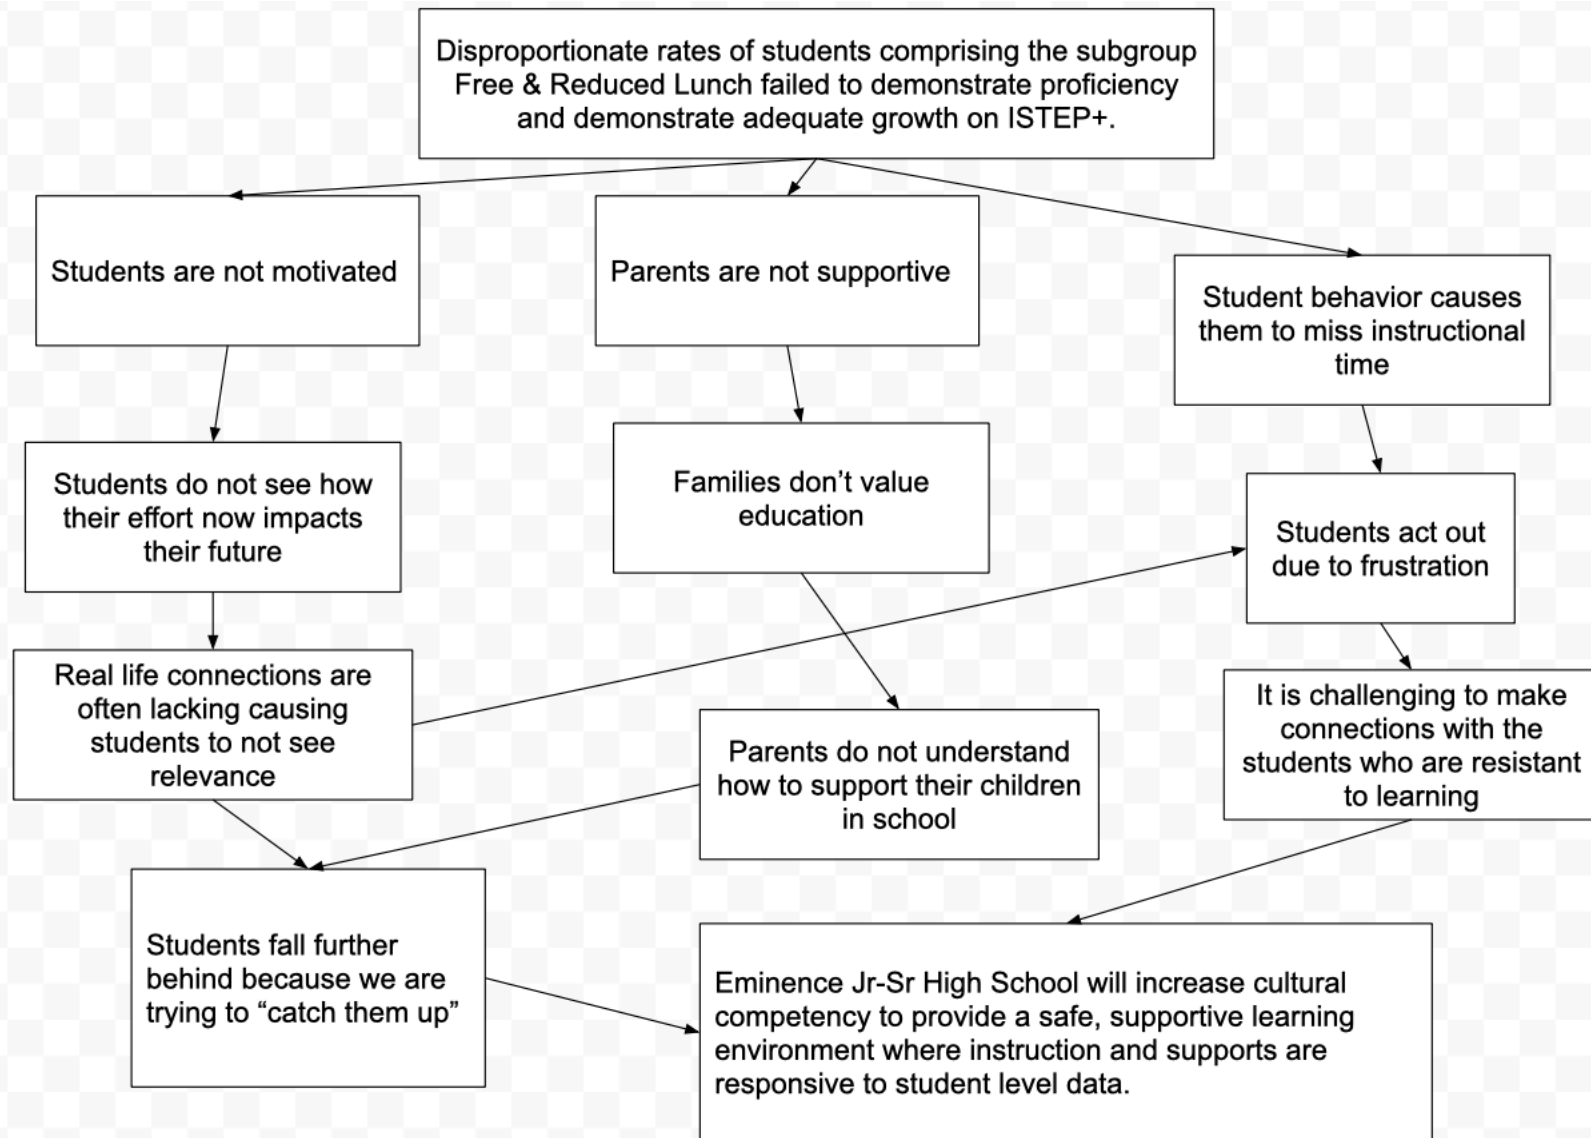 Disproportionate rates of students comprising the subgroup
Free & Reduced Lunch failed to demonstrate proficiency
and demonstrate adequate growth on ISTEP+.
Students are not motivated
Parents are not supportive
Student behavior causes
them to miss instructional
time
Students do not see how
their effort now impacts
their future
Families don’t value
education
Students act out
due to frustration
Real life connections are
often lacking causing
students to not see
relevance
Parents do not understand
how to support their children
in school
It is challenging to make
connections with the
students who are resistant
to learning
Students fall further
behind because we are
trying to “catch them up”
Eminence Jr-Sr High School will increase cultural
competency to provide a safe, supportive learning
environment where instruction and supports are
responsive to student level data.